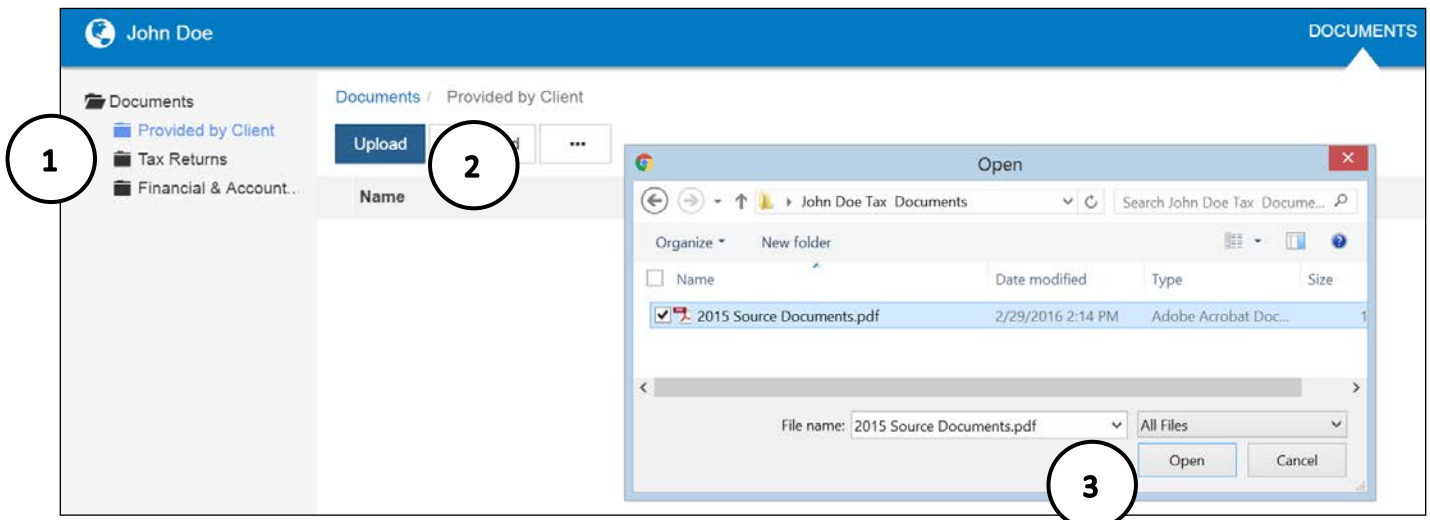 John Doe
DOCUMENTS
Documents
Provided by Client
Tax Returns
Financial & Account...
1
Documents / Provided by Client
Upload
2
...
Name
Open
John Doe Tax Documents
Search John Doe Tax Docume...
Organize
New folder
Name
Date modified
Type
Size
2015 Source Documents.pdf
2/29/2016 2:14 PM
Adobe Acrobat Doc...
1
File name: 2015 Source Documents.pdf
All Files
Open
Cancel
3